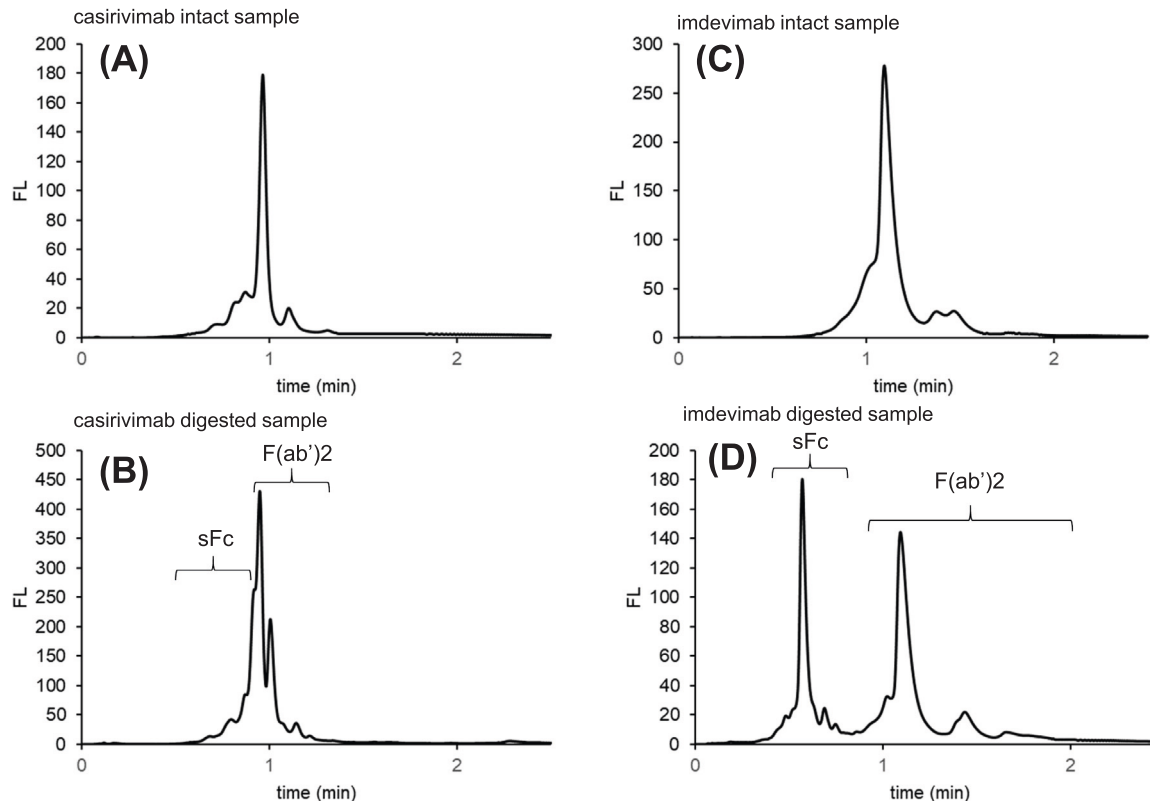 casirivimab intact sample
(A)
200
180
160
140
120
100
80
60
40
20
0
FL
0 1 2
time (min)
imdevimab intact sample
(C)
300
250
200
150
100
50
0
FL
0 1 2
time (min)
casirivimab digested sample
(B)
F(ab')2
sFc
500
450
400
350
300
250
200
150
100
50
0
FL
0 1 2
time (min)
imdevimab digested sample
sFc
(D)
F(ab')2
200
180
160
140
120
100
80
60
40
20
0
FL
0 1 2
time (min)